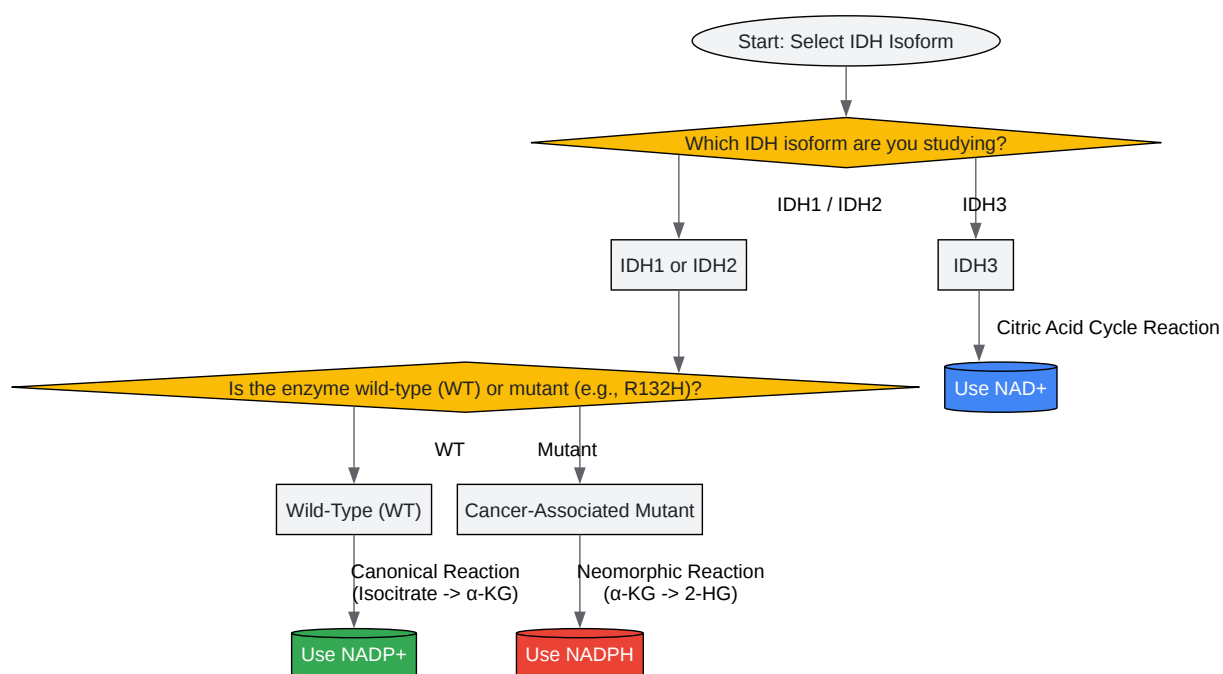 Start: Select IDH Isoform
Which IDH isoform are you studying?
IDH1 / IDH2
IDH3
IDH1 or IDH2
IDH3
Citric Acid Cycle Reaction
Is the enzyme wild-type (WT) or mutant (e.g., R132H)?
Use NAD+
WT
Mutant
Wild-Type (WT)
Cancer-Associated Mutant
Canonical Reaction
(Isocitrate -> α-KG)
Neomorphic Reaction
(α-KG -> 2-HG)
Use NADP+
Use NADPH